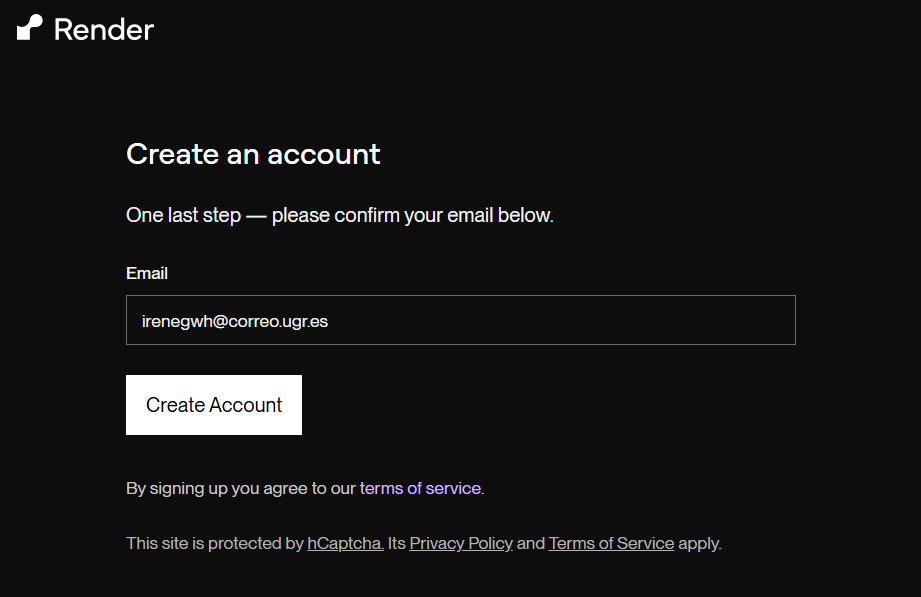 Render
Create an account
One last step — please confirm your email below.
Email
irenegwh@correo.ugr.es
Create Account
By signing up you agree to our terms of service.
This site is protected by hCaptcha. Its Privacy Policy and Terms of Service apply.